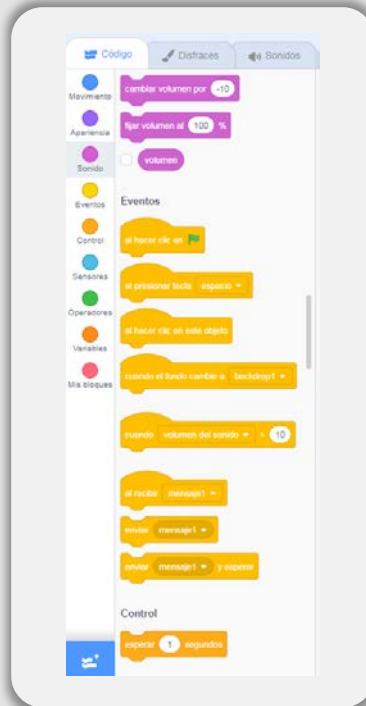 Código Disfraces Sonidos
Movimiento
Apariencia
Sonido
Eventos
Control
Sensores
Operadores
Variables
Mis bloques
cambiar volumen por -10
fijar volumen al 100 %
volumen
Eventos
al hacer clic en
al presionar tecla espacio
al hacer clic en este objeto
cuando el fondo cambie a backdrop1
cuando volumen del sonido > 10
al recibir mensaje1
enviar mensaje1
enviar mensaje1 y esperar
Control
esperar 1 segundos